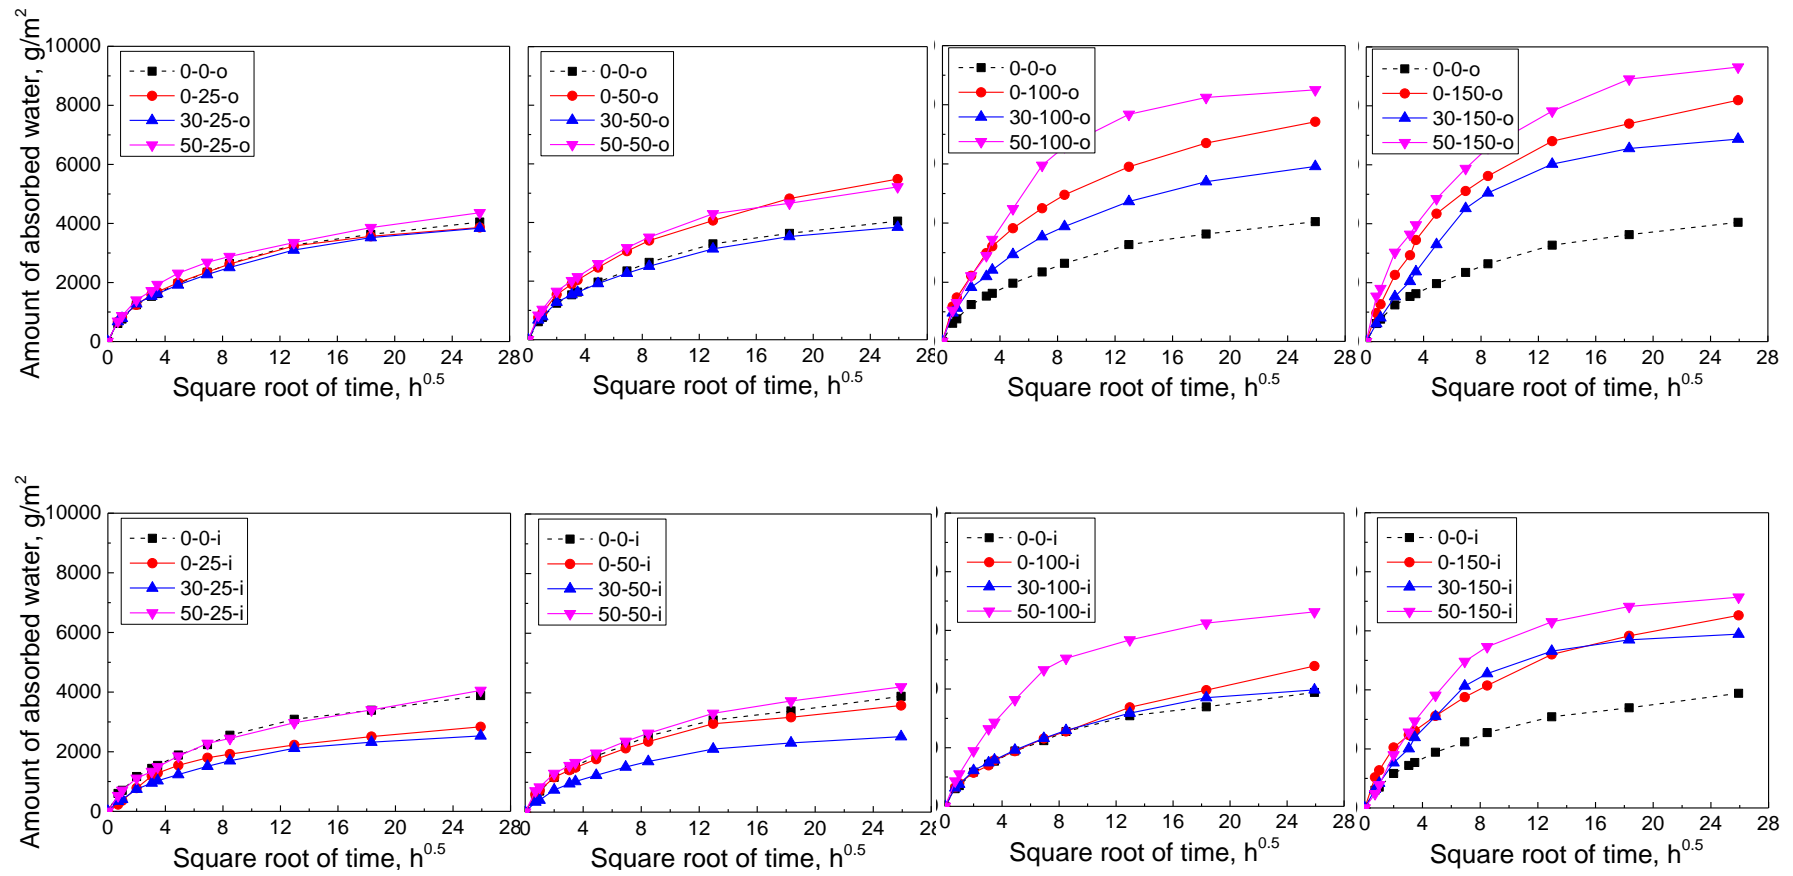 Amount of absorbed water, g/m²
10000
8000
6000
4000
2000
0
0-0-o
0-25-o
30-25-o
50-25-o
0 4 8 12 16 20 24 28
Square root of time, h^0.5
0-0-o
0-50-o
30-50-o
50-50-o
0 4 8 12 16 20 24 28
Square root of time, h^0.5
0-0-o
0-100-o
30-100-o
50-100-o
0 4 8 12 16 20 24 28
Square root of time, h^0.5
0-0-o
0-150-o
30-150-o
50-150-o
0 4 8 12 16 20 24 28
Square root of time, h^0.5
Amount of absorbed water, g/m²
10000
8000
6000
4000
2000
0
0-0-i
0-25-i
30-25-i
50-25-i
0 4 8 12 16 20 24 28
Square root of time, h^0.5
0-0-i
0-50-i
30-50-i
50-50-i
0 4 8 12 16 20 24 28
Square root of time, h^0.5
0-0-i
0-100-i
30-100-i
50-100-i
0 4 8 12 16 20 24 28
Square root of time, h^0.5
0-0-i
0-150-i
30-150-i
50-150-i
0 4 8 12 16 20 24 28
Square root of time, h^0.5